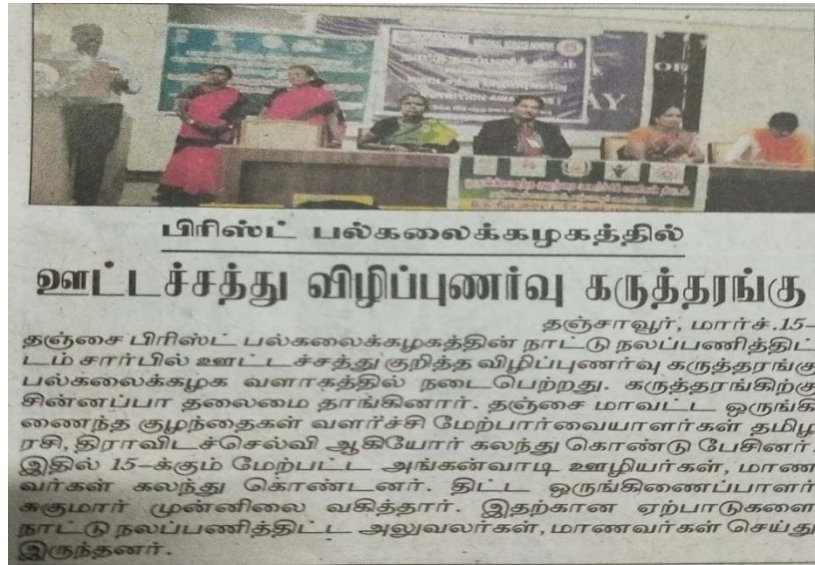 OR
AY
பிரிஸ்ட் பல்கலைக்கழகத்தில்
ஊட்டச்சத்து விழிப்புணர்வு கருத்தரங்கு
தஞ்சாவூர், மார்ச்.15–
தஞ்சை பிரிஸ்ட் பல்கலைக்கழகத்தின் நாட்டு நலப்பணித்திட்
டம் சார்பில் ஊட்டச்சத்து குறித்த விழிப்புணர்வு கருத்தரங்கு
பல்கலைக்கழக வளாகத்தில் நடைபெற்றது. கருத்தரங்கிற்கு
சின்னப்பா தலைமை தாங்கினார். தஞ்சை மாவட்ட ஒருங்கி
ணைந்த குழந்தைகள் வளர்ச்சி மேற்பார்வையாளர்கள் தமிழ
ரசி, திராவிடச்செல்வி ஆகியோர் கலந்து கொண்டு பேசினர்.
இதில் 15–க்கும் மேற்பட்ட அங்கன்வாடி ஊழியர்கள், மாண
வர்கள் கலந்து கொண்டனர். திட்ட ஒருங்கிணைப்பாளர்
சுகுமார் முன்னிலை வகித்தார். இதற்கான ஏற்பாடுகளை
நாட்டு நலப்பணித்திட்ட அலுவலர்கள், மாணவர்கள் செய்து
இருந்தனர்.